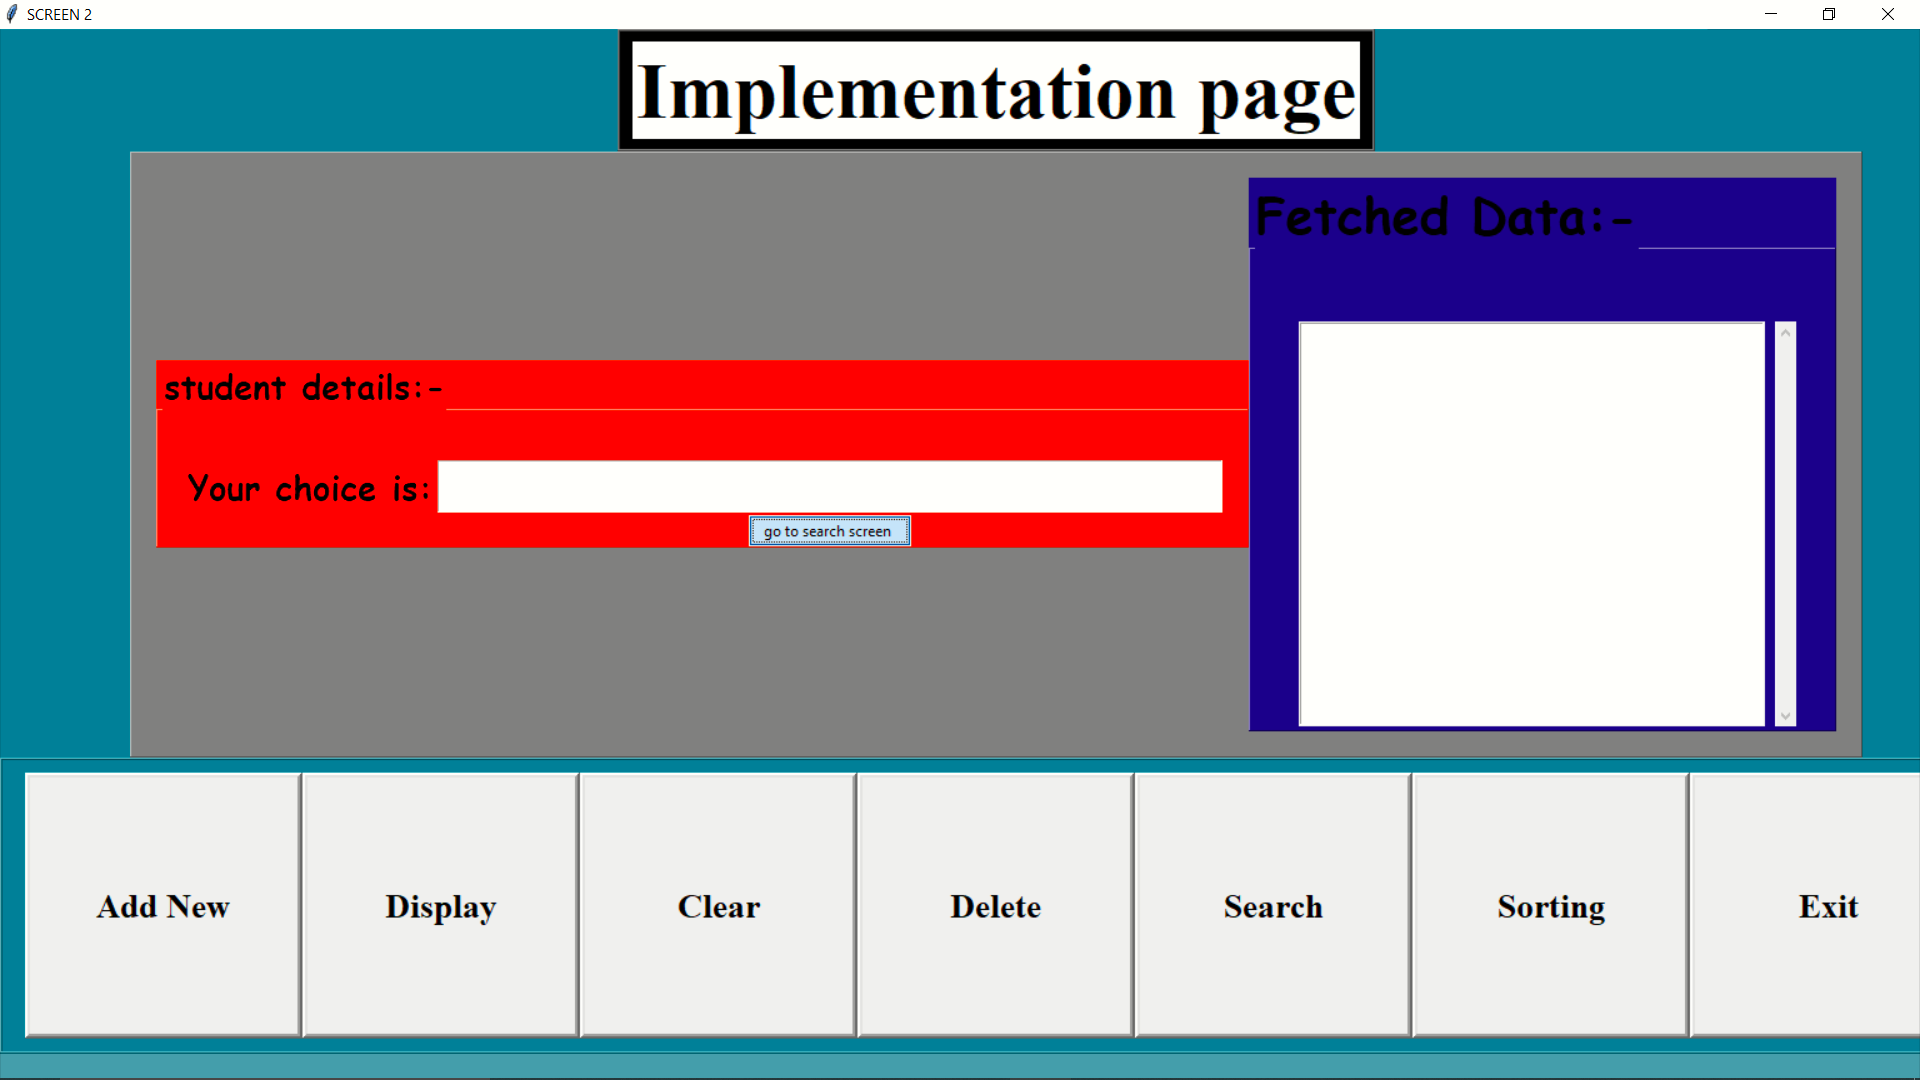 SCREEN 2
Implementation page
Fetched Data:-
student details:-
Your choice is:
go to search screen
Add New
Display
Clear
Delete
Search
Sorting
Exit